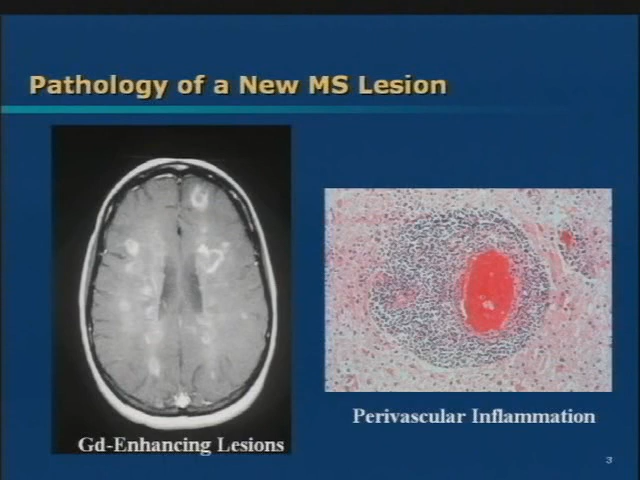 Pathology of a New MS Lesion
Gd-Enhancing Lesions
Perivascular Inflammation
3